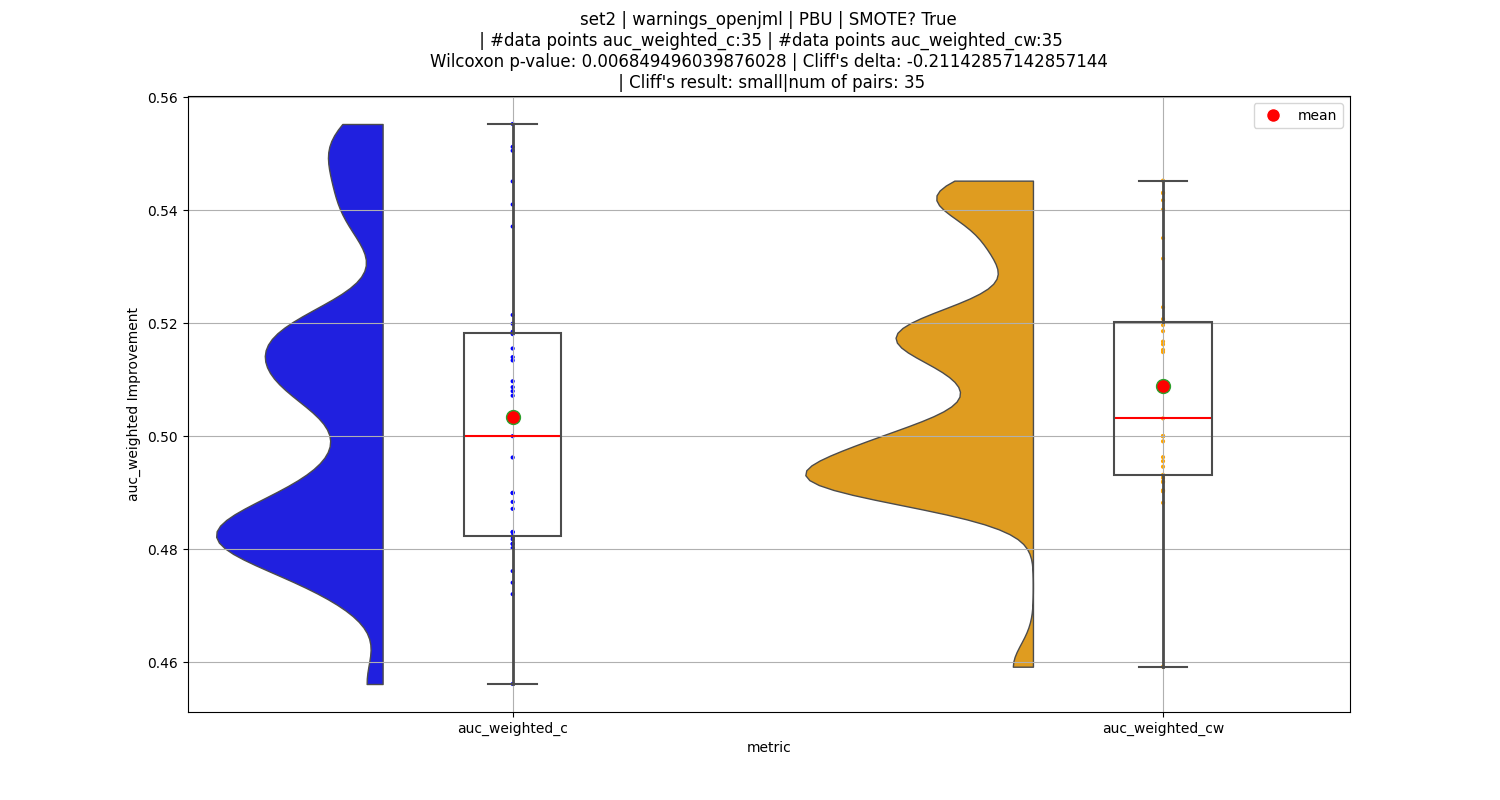 set2 | warnings_openjml | PBU | SMOTE? True
| #data points auc_weighted_c:35 | #data points auc_weighted_cw:35
Wilcoxon p-value: 0.006849496039876028 | Cliff's delta: -0.21142857142857144
| Cliff's result: small|num of pairs: 35
mean
auc_weighted Improvement
0.56
0.54
0.52
0.50
0.48
0.46
auc_weighted_c
auc_weighted_cw
metric